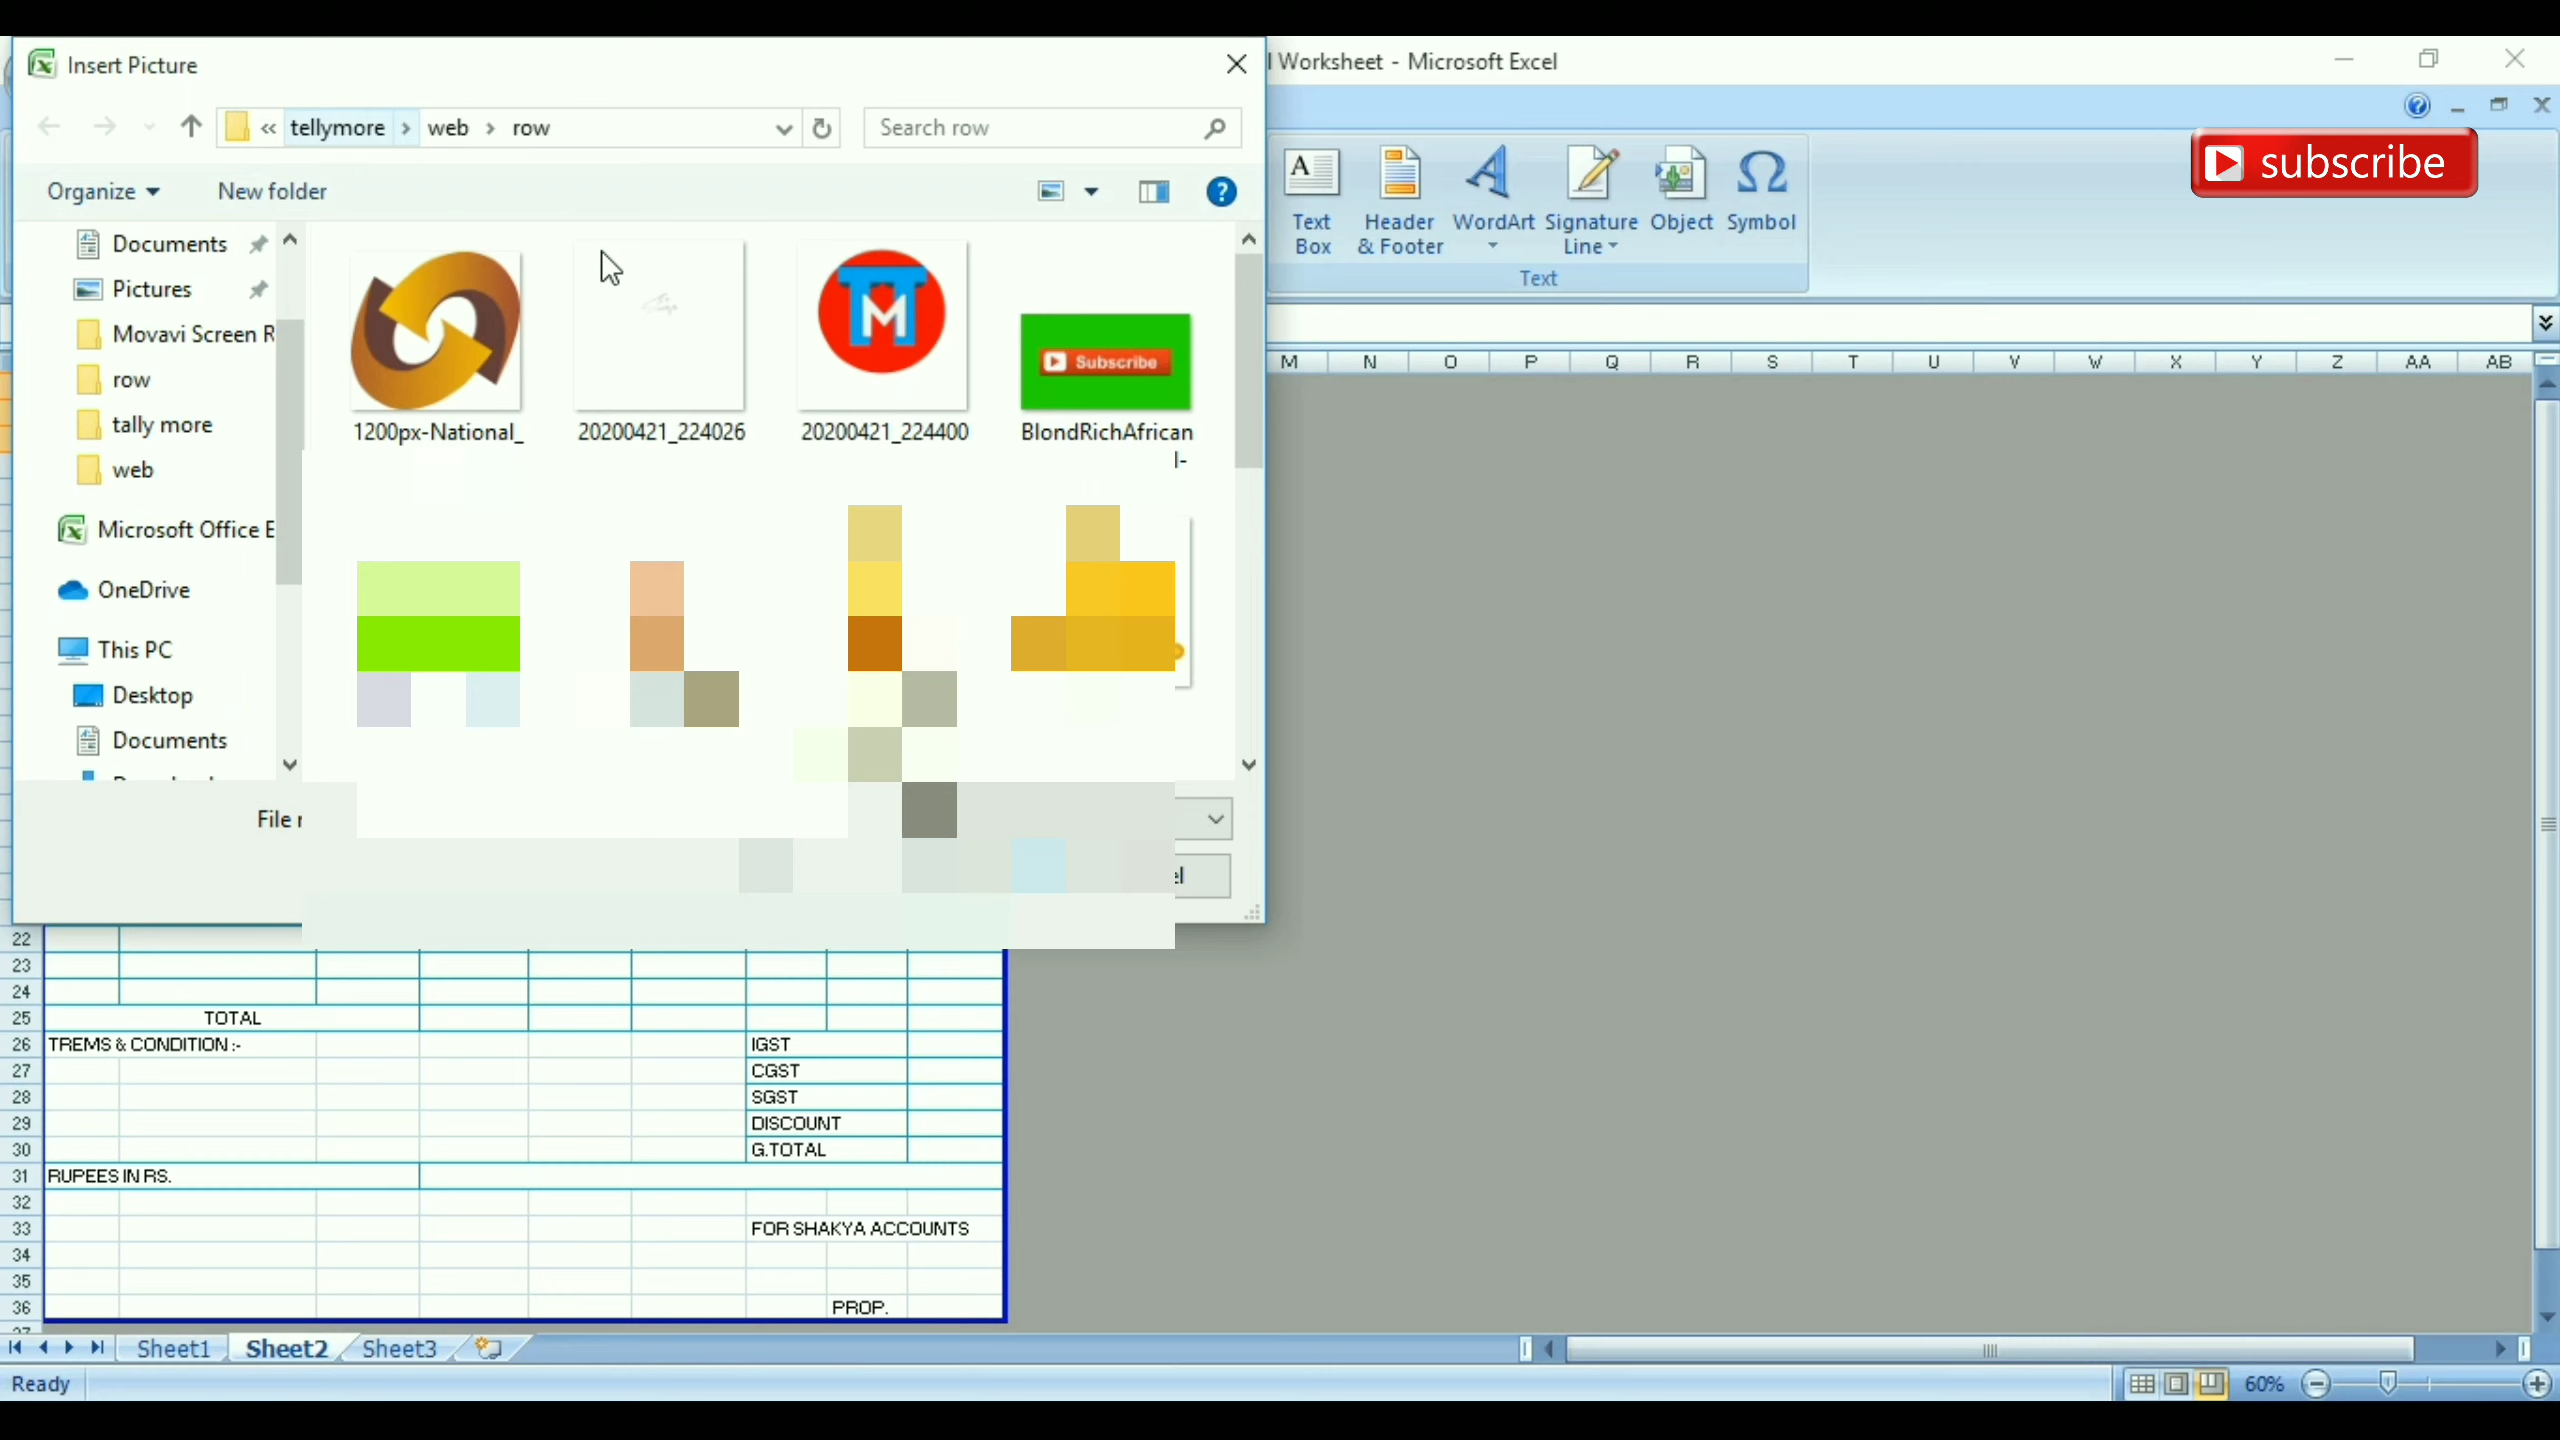 Insert Picture
l Worksheet - Microsoft Excel
« tellymore > web > row
Search row
Organize
New folder
subscribe
Text Box
Header & Footer
WordArt
Signature Line
Object
Symbol
Text
Documents
Pictures
Movavi Screen R
row
tally more
web
Microsoft Office E
OneDrive
This PC
Desktop
Documents
M
Subscribe
1200px-National_
20200421_224026
20200421_224400
BlondRichAfrican
l-
File
el
M N O P Q R S T U V W X Y Z AA AB
22
23
24
25 TOTAL
26 TREMS & CONDITION :- IGST
27 CGST
28 SGST
29 DISCOUNT
30 G.TOTAL
31 RUPEES IN RS.
32
33 FOR SHAKYA ACCOUNTS
34
35
36 PROP.
Sheet1 Sheet2 Sheet3
Ready
60%